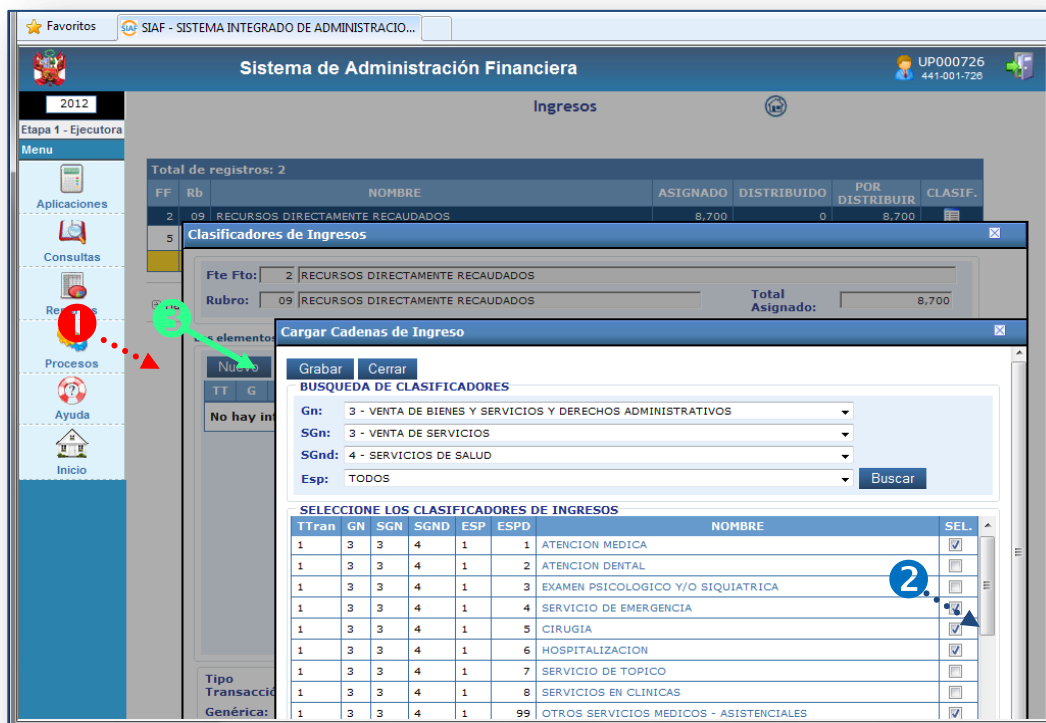 Favoritos
SIAF - SISTEMA INTEGRADO DE ADMINISTRACIO...
Sistema de Administración Financiera
UP000726
441-001-726
2012
Ingresos
Etapa 1 - Ejecutora
Menu
Aplicaciones
Consultas
Procesos
Ayuda
Inicio
Total de registros: 2
FF Rb NOMBRE ASIGNADO DISTRIBUIDO POR DISTRIBUIR CLASIF.
2 09 RECURSOS DIRECTAMENTE RECAUDADOS 8,700 0 8,700
5
Clasificadores de Ingresos
Fte Fto: 2 RECURSOS DIRECTAMENTE RECAUDADOS
Rubro: 09 RECURSOS DIRECTAMENTE RECAUDADOS Total Asignado: 8,700
1
3
elementos
Nuevo
TT G
No hay in
Tipo
Transacció
Genérica:
Cargar Cadenas de Ingreso
Grabar Cerrar
BUSQUEDA DE CLASIFICADORES
Gn: 3 - VENTA DE BIENES Y SERVICIOS Y DERECHOS ADMINISTRATIVOS
SGn: 3 - VENTA DE SERVICIOS
SGnd: 4 - SERVICIOS DE SALUD
Esp: TODOS Buscar
SELECCIONE LOS CLASIFICADORES DE INGRESOS
TTran GN SGN SGND ESP ESPD NOMBRE SEL.
1 3 3 4 1 1 ATENCION MEDICA
1 3 3 4 1 2 ATENCION DENTAL
1 3 3 4 1 3 EXAMEN PSICOLOGICO Y/O SIQUIATRICA
1 3 3 4 1 4 SERVICIO DE EMERGENCIA
1 3 3 4 1 5 CIRUGIA
1 3 3 4 1 6 HOSPITALIZACION
1 3 3 4 1 7 SERVICIO DE TOPICO
1 3 3 4 1 8 SERVICIOS EN CLINICAS
1 3 3 4 1 99 OTROS SERVICIOS MEDICOS - ASISTENCIALES
2